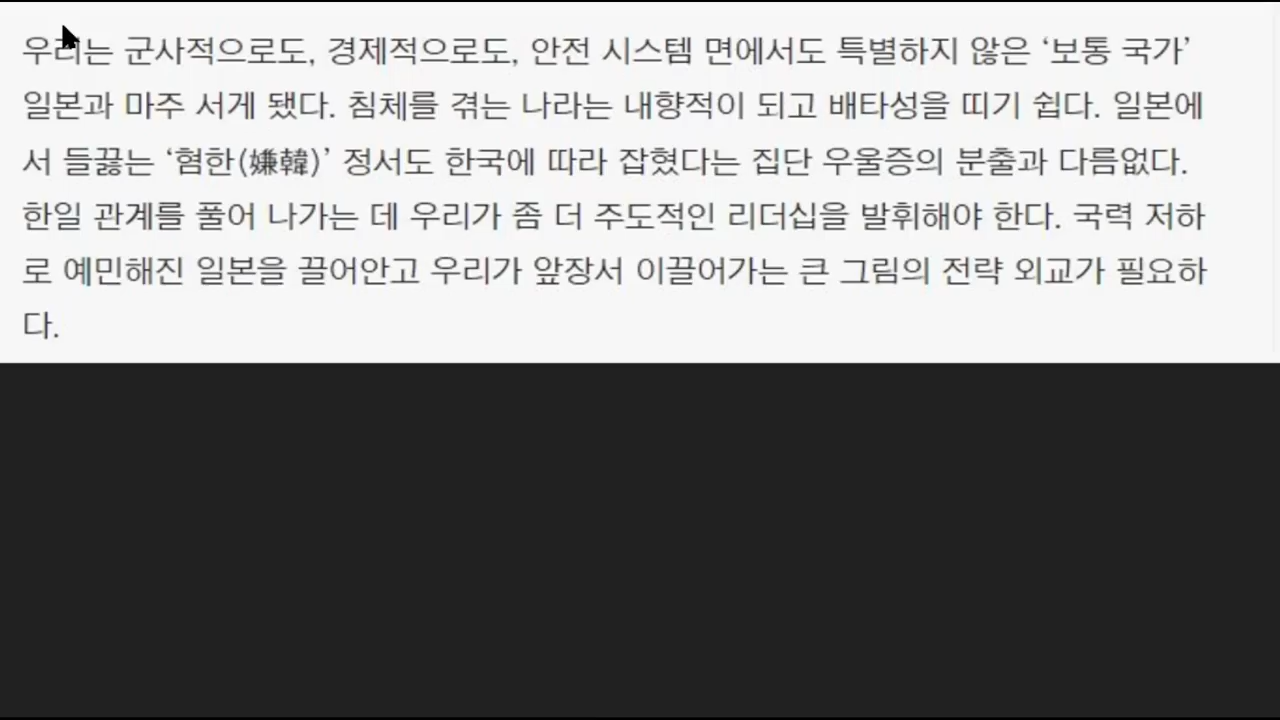 우리는 군사적으로도, 경제적으로도, 안전 시스템 면에서도 특별하지 않은 ‘보통 국가’
일본과 마주 서게 됐다. 침체를 겪는 나라는 내향적이 되고 배타성을 띠기 쉽다. 일본에
서 들끓는 ‘혐한(嫌韓)’ 정서도 한국에 따라 잡혔다는 집단 우울증의 분출과 다름없다.
한일 관계를 풀어 나가는 데 우리가 좀 더 주도적인 리더십을 발휘해야 한다. 국력 저하
로 예민해진 일본을 끌어안고 우리가 앞장서 이끌어가는 큰 그림의 전략 외교가 필요하
다.